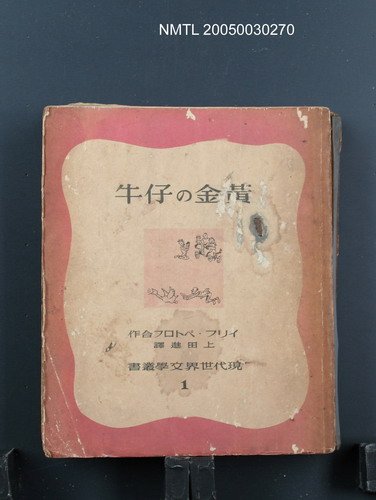 NMTL 20050030270
黄金の仔牛
イリフ・ペトロフ合作
上田進譯
現代世界文學叢書
1